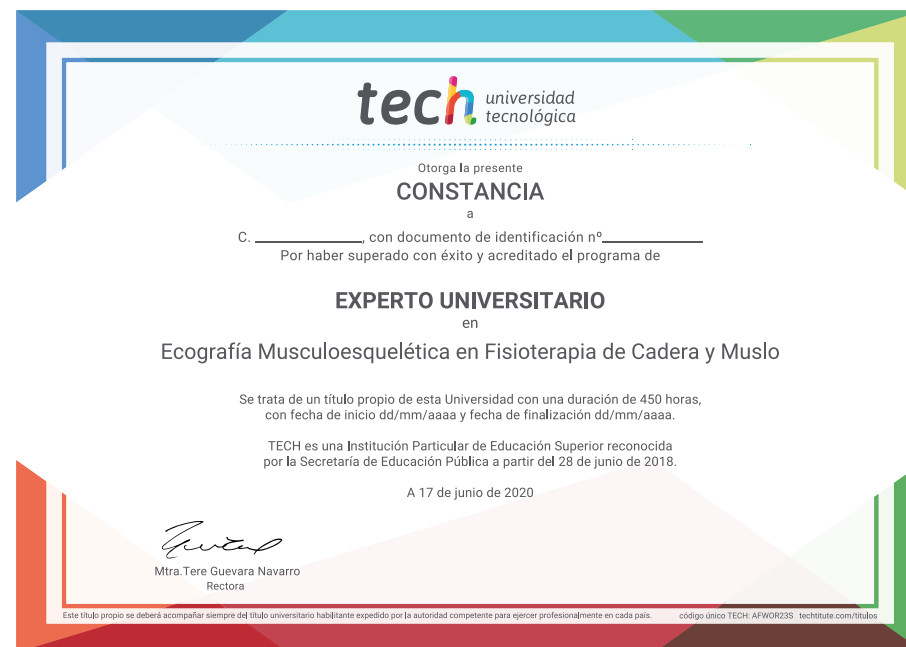 tech universidad
tecnológica
Otorga la presente
CONSTANCIA
a
C. ____________, con documento de identificación nº____________
Por haber superado con éxito y acreditado el programa de
EXPERTO UNIVERSITARIO
en
Ecografía Musculoesquelética en Fisioterapia de Cadera y Muslo
Se trata de un título propio de esta Universidad con una duración de 450 horas,
con fecha de inicio dd/mm/aaaa y fecha de finalización dd/mm/aaaa.
TECH es una Institución Particular de Educación Superior reconocida
por la Secretaría de Educación Pública a partir del 28 de junio de 2018.
A 17 de junio de 2020
Mtra.Tere Guevara Navarro
Rectora
Este título propio se deberá acompañar siempre del título universitario habilitante expedido por la autoridad competente para ejercer profesionalmente en cada país. código único TECH: AFWOR23S techtitute.com/titulos